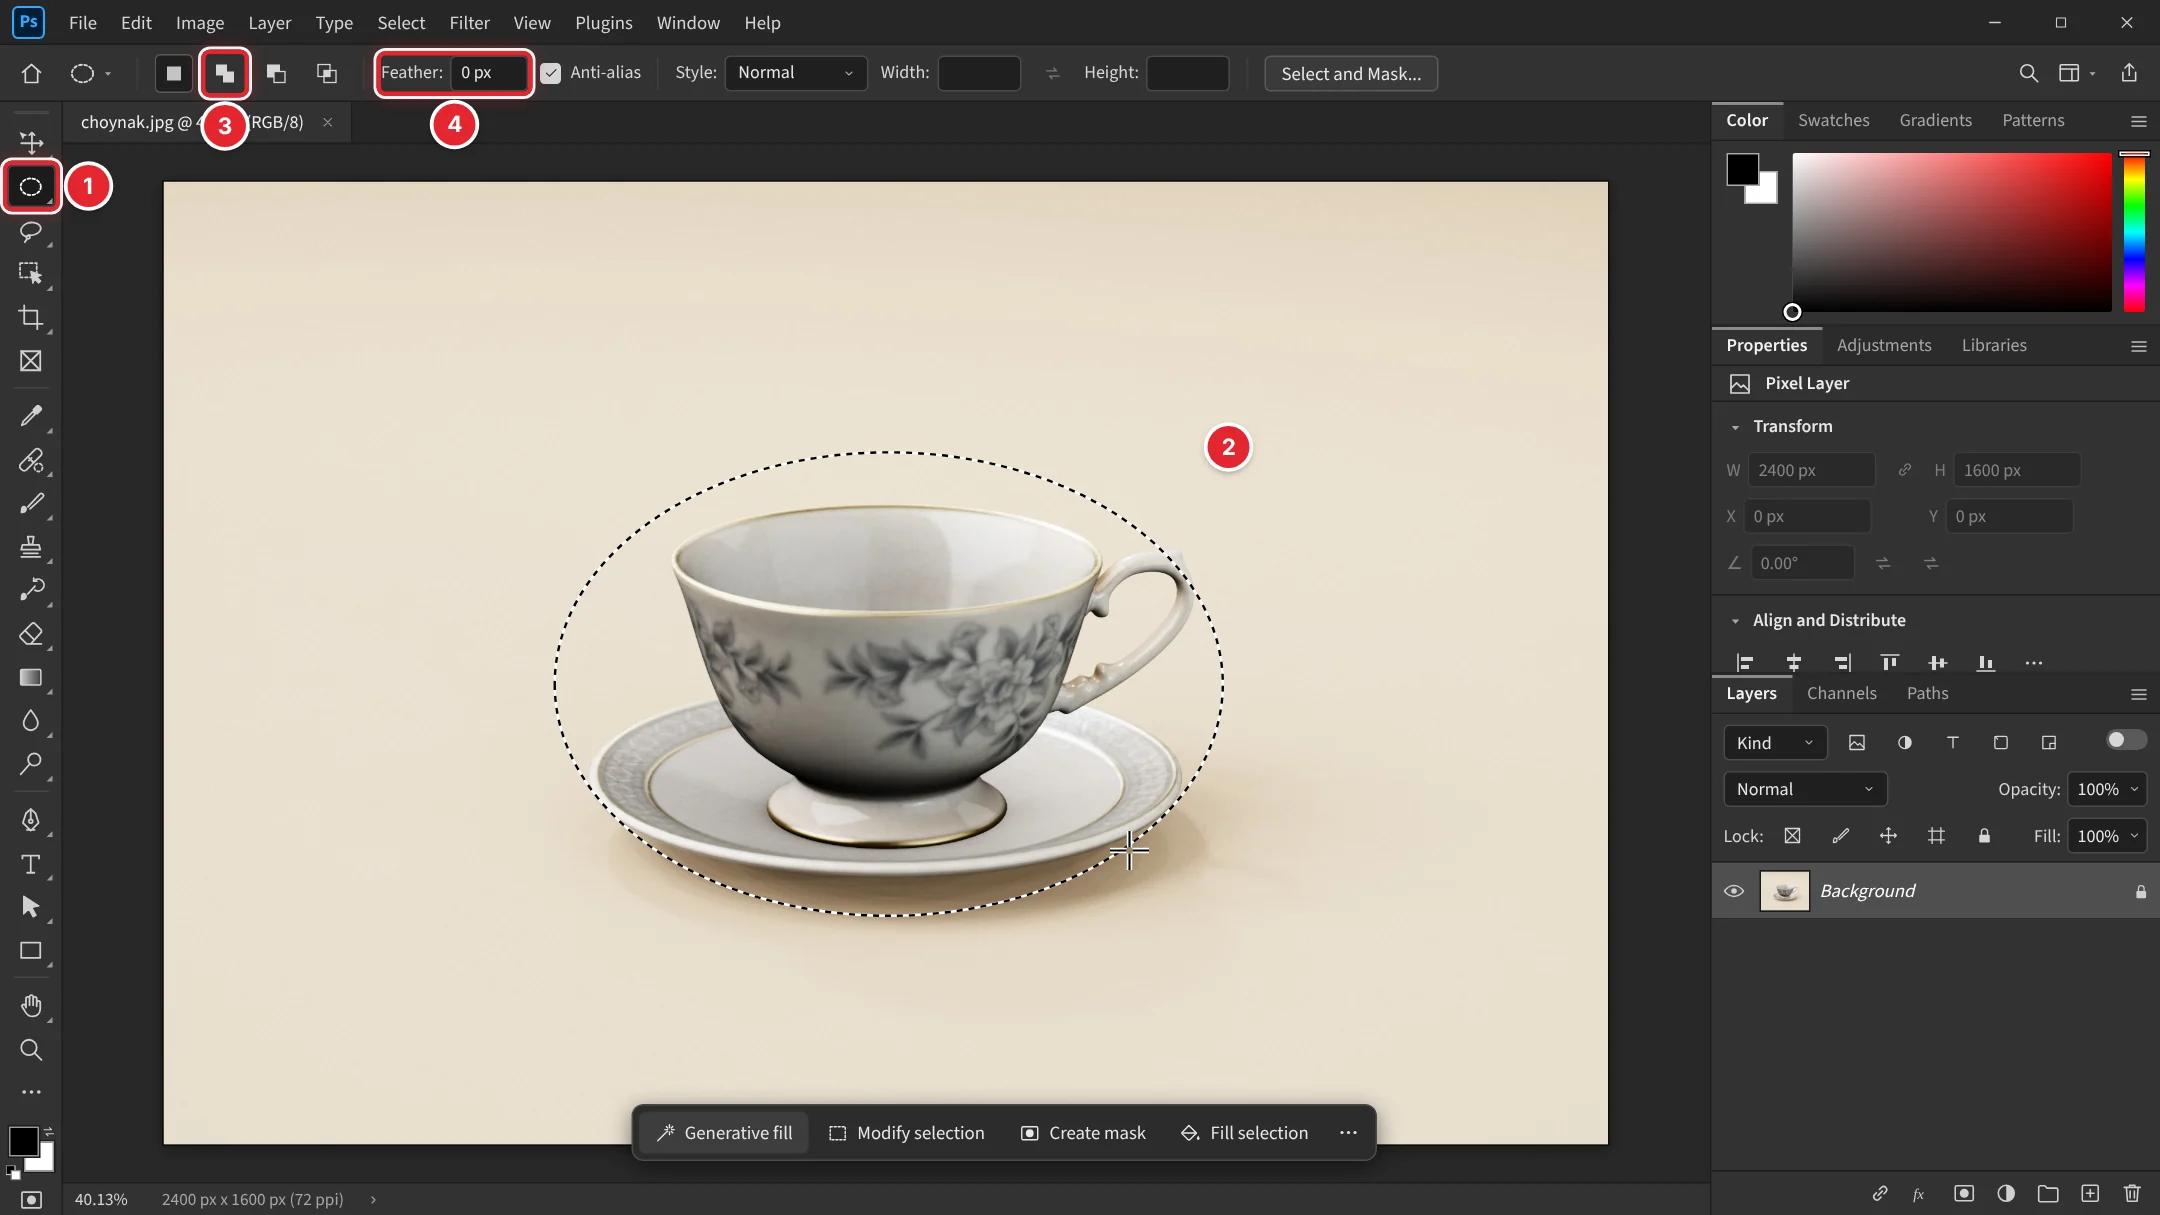 Ps File Edit Image Layer Type Select Filter View Plugins Window Help
Feather: 0 px Anti-alias Style: Normal Width: Height: Select and Mask...
3 4
choynak.jpg @ 4 (RGB/8)
1
2
Color Swatches Gradients Patterns
Properties Adjustments Libraries
Pixel Layer
Transform
W 2400 px H 1600 px
X 0 px Y 0 px
0.00°
Align and Distribute
Layers Channels Paths
Kind
Normal Opacity: 100%
Lock: Fill: 100%
Background
Generative fill Modify selection Create mask Fill selection
40.13% 2400 px x 1600 px (72 ppi)
fx